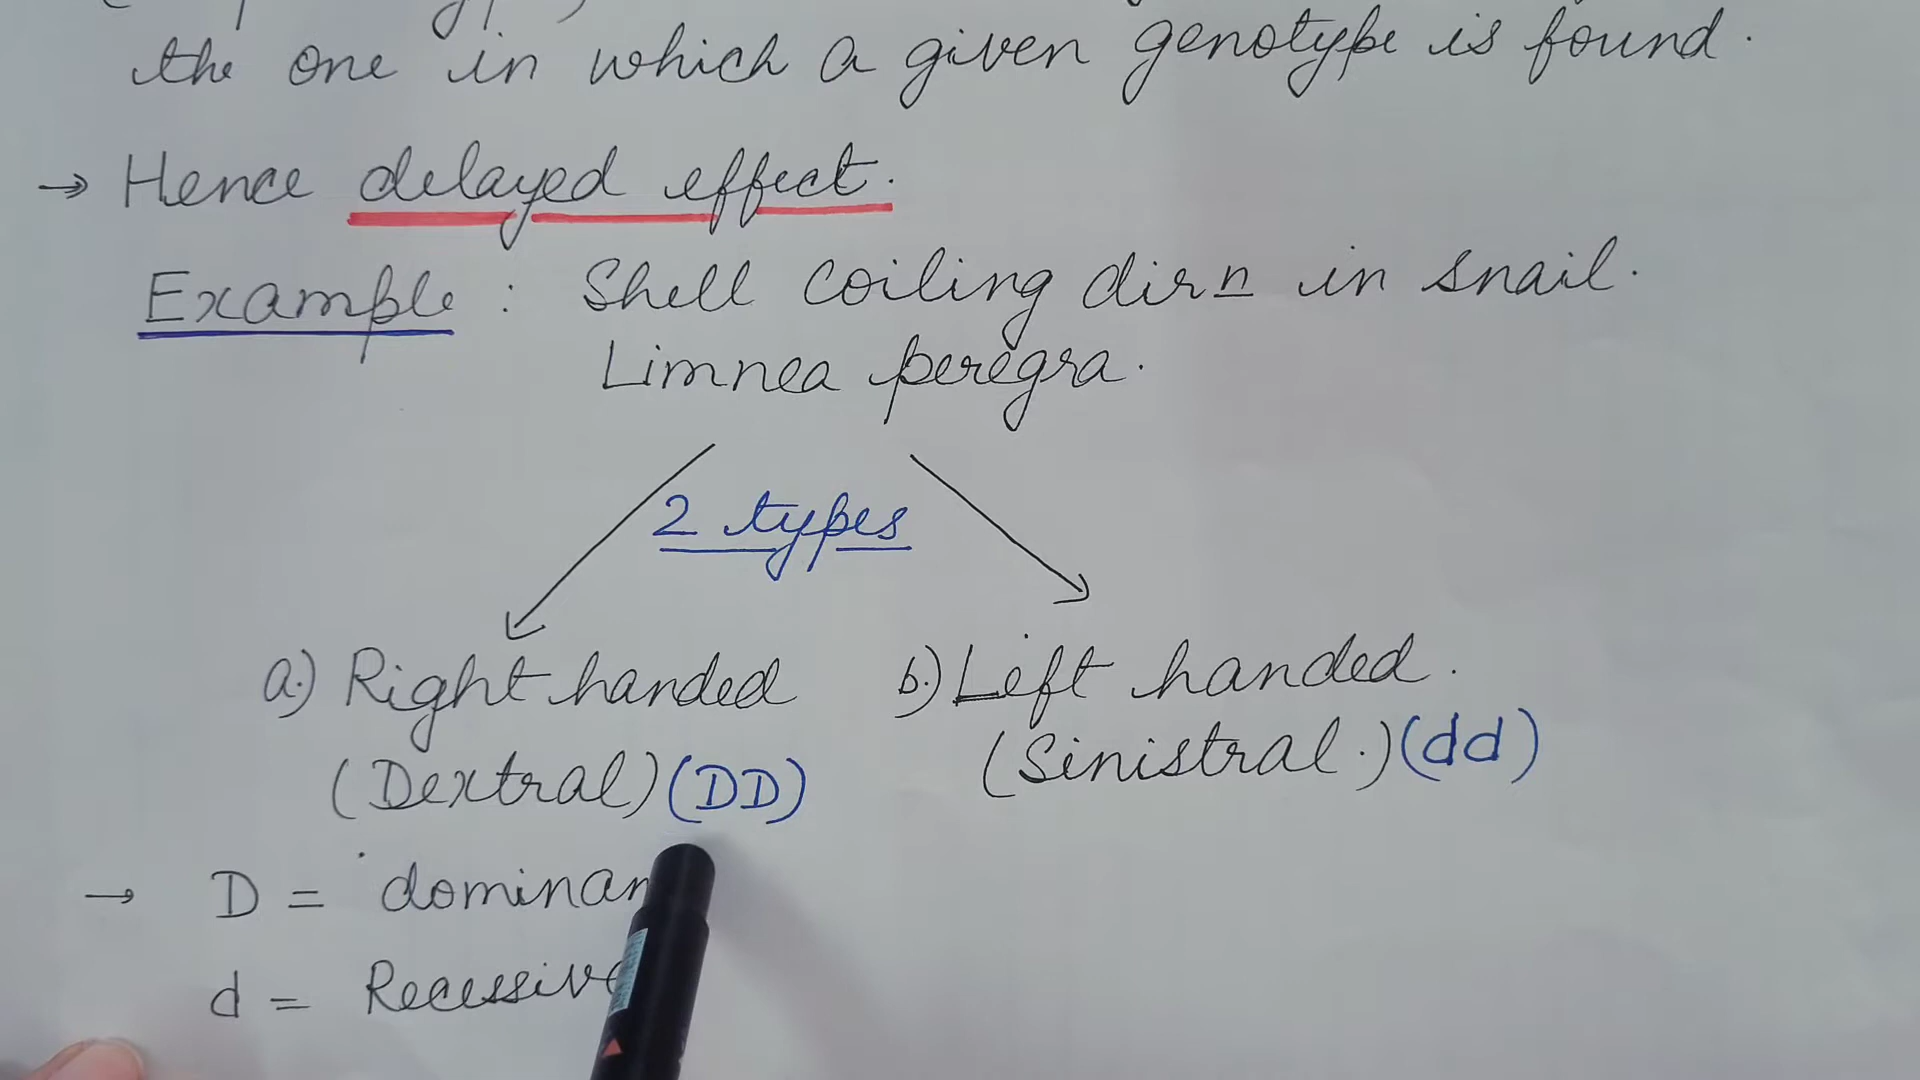 the one in which a given genotype is found.
→ Hence delayed effect.
Example : Shell coiling dirn in snail.
Limnea peregra.
2 types
a.) Right handed b.) Left handed.
(Dextral) (DD) (Sinistral.) (dd)
→ D = dominan
d = Recessive